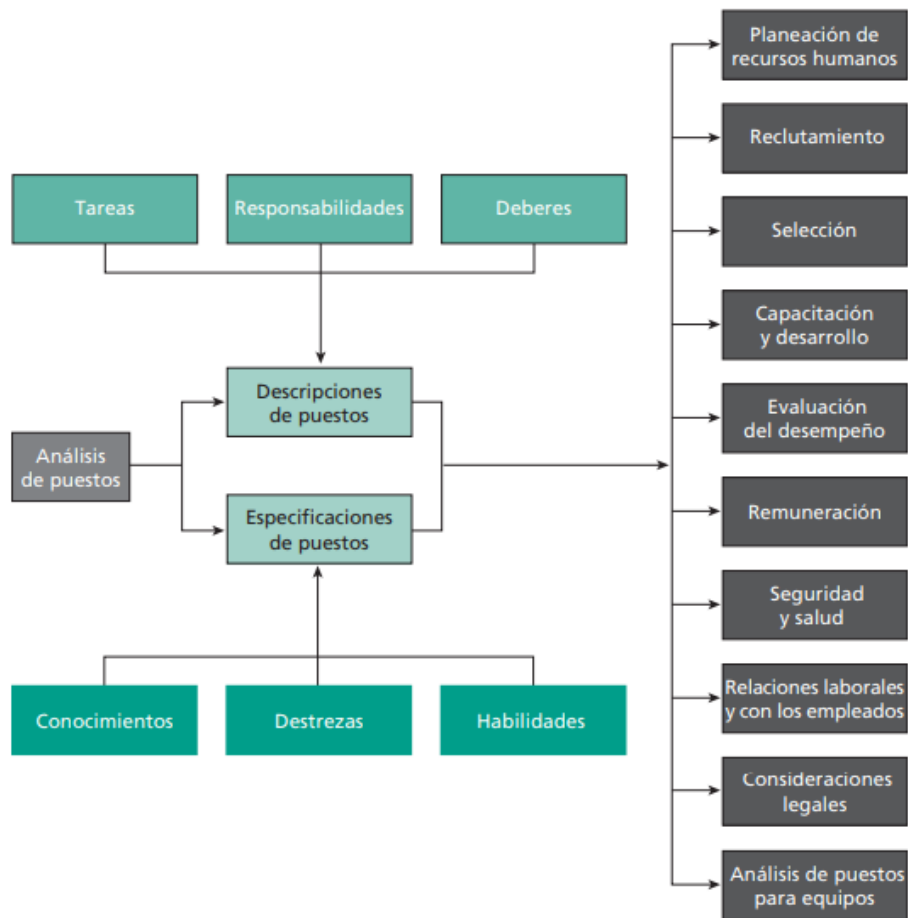 Planeación de
recursos humanos
Reclutamiento
Tareas
Responsabilidades
Deberes
Selección
Capacitación
y desarrollo
Descripciones
de puestos
Evaluación
del desempeño
Análisis
de puestos
Especificaciones
de puestos
Remuneración
Seguridad
y salud
Conocimientos
Destrezas
Habilidades
Relaciones laborales
y con los empleados
Consideraciones
legales
Análisis de puestos
para equipos